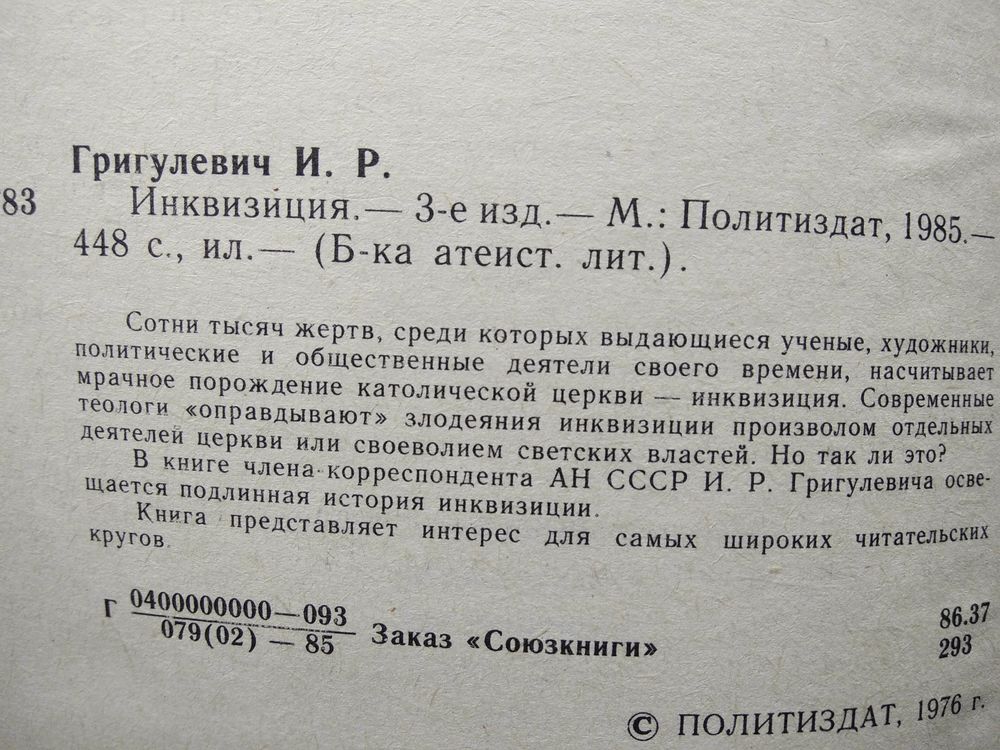 Григулевич И. Р.
83 Инквизиция.— 3-е изд.— М.: Политиздат, 1985.—
448 с., ил.— (Б-ка атеист. лит.).
Сотни тысяч жертв, среди которых выдающиеся ученые, художники,
политические и общественные деятели своего времени, насчитывает
мрачное порождение католической церкви — инквизиция. Современные
теологи «оправдывают» злодеяния инквизиции произволом отдельных
деятелей церкви или своеволием светских властей. Но так ли это?
В книге члена-корреспондента АН СССР И. Р. Григулевича осве-
щается подлинная история инквизиции.
Книга представляет интерес для самых широких читательских
кругов.
Г 0400000000—093
079(02) — 85
Заказ «Союзкниги»
86.37
293
© ПОЛИТИЗДАТ, 1976 г.